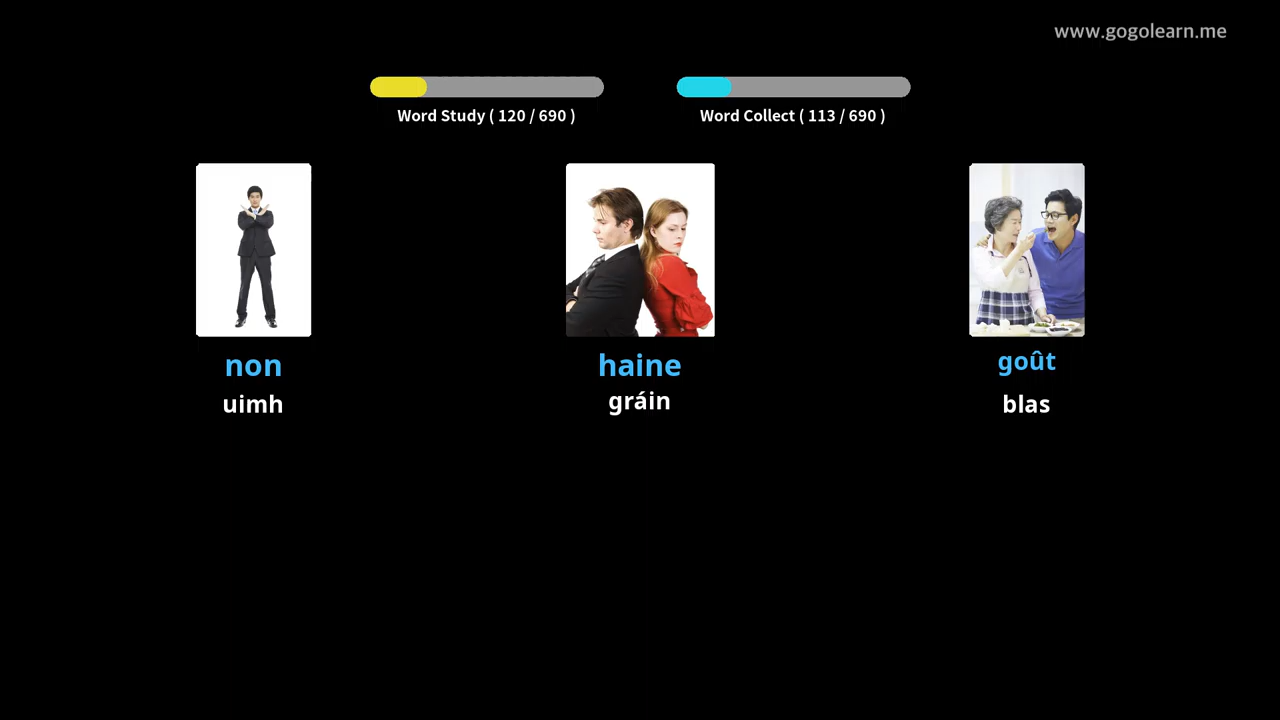 www.gogolearn.me
Word Study ( 120 / 690 )
Word Collect ( 113 / 690 )
non
haine
goût
uimh
gráin
blas